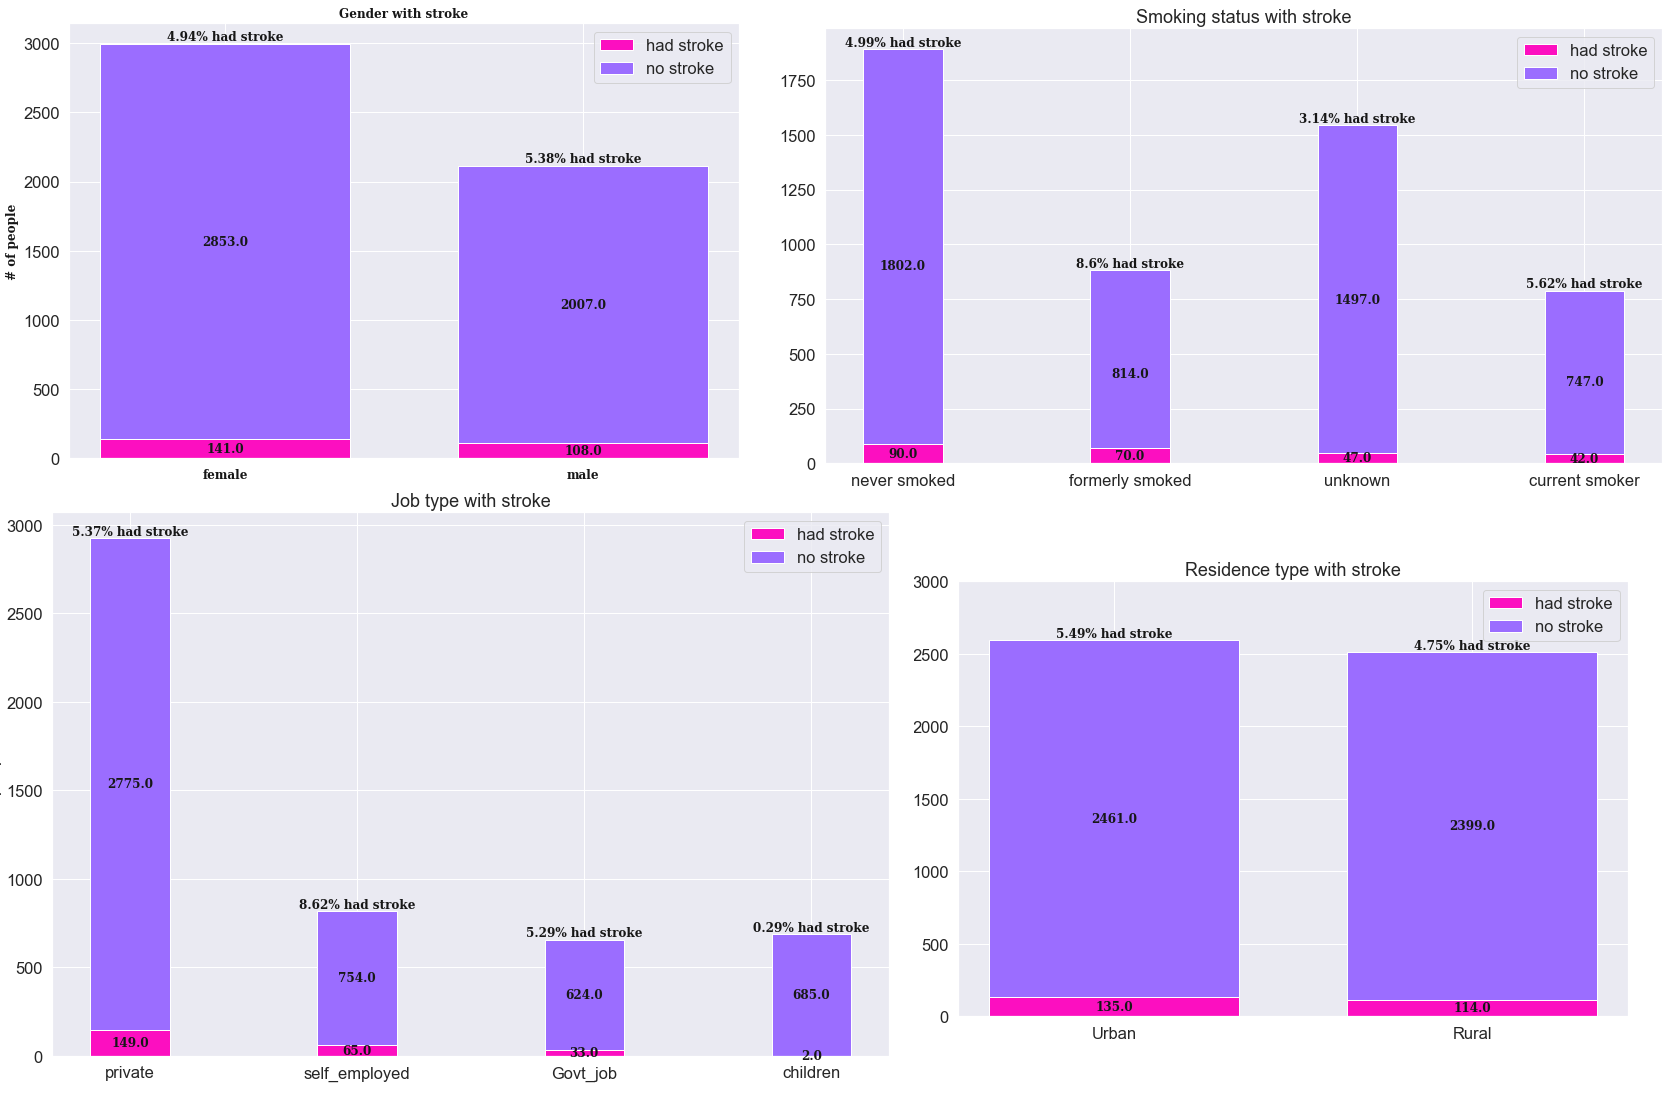 Gender with stroke
4.94% had stroke
5.38% had stroke
had stroke
no stroke
3000
2500
2000
1500
1000
500
0
# of people
2853.0
2007.0
141.0
108.0
female
male
Smoking status with stroke
4.99% had stroke
8.6% had stroke
3.14% had stroke
5.62% had stroke
had stroke
no stroke
1750
1500
1250
1000
750
500
250
0
1802.0
814.0
1497.0
747.0
90.0
70.0
47.0
42.0
never smoked
formerly smoked
unknown
current smoker
Job type with stroke
5.37% had stroke
8.62% had stroke
5.29% had stroke
0.29% had stroke
had stroke
no stroke
3000
2500
2000
1500
1000
500
0
2775.0
754.0
624.0
685.0
149.0
65.0
33.0
2.0
private
self_employed
Govt_job
children
Residence type with stroke
5.49% had stroke
4.75% had stroke
had stroke
no stroke
3000
2500
2000
1500
1000
500
0
2461.0
2399.0
135.0
114.0
Urban
Rural